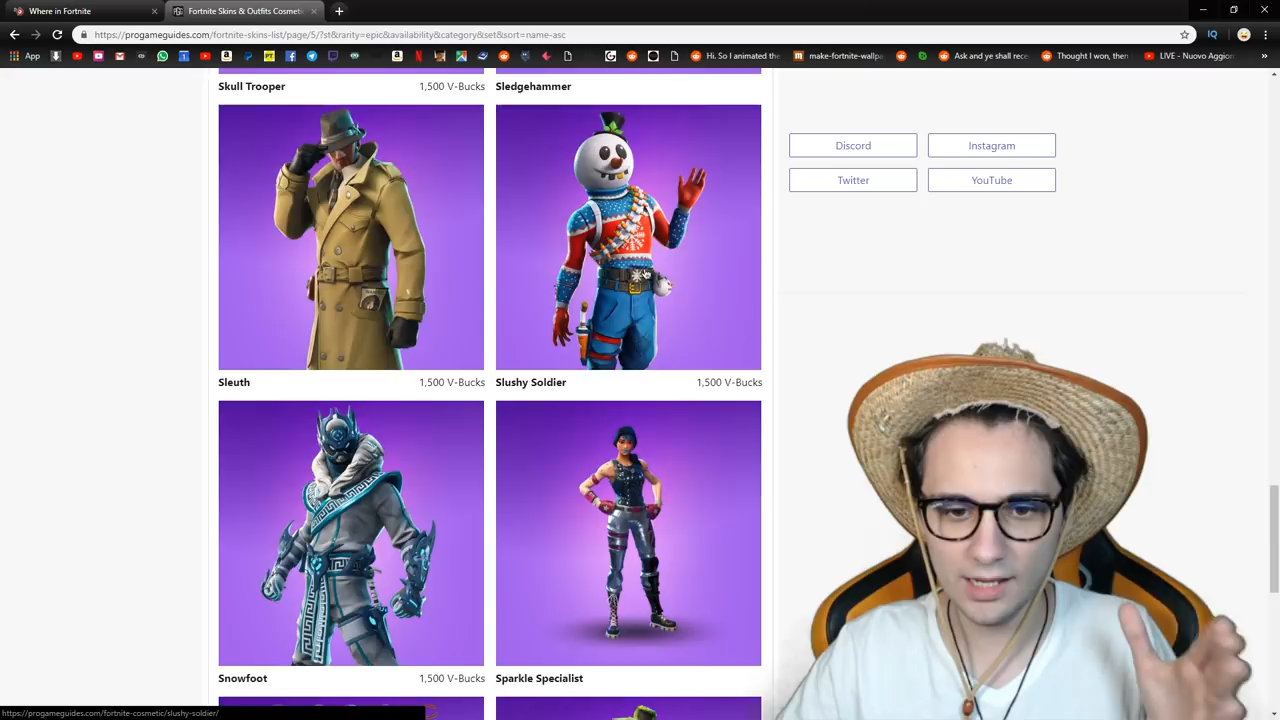 Where in Fortnite
Fortnite Skins & Outfits Cosmet
https://progameguides.com/fortnite-skins-list/page/5/?st&rarity=epic&availability&category&set&sort=name-asc
App
Hi. So I animated the
make-fortnite-wallpa
Ask and ye shall rece
Thought I won, then
LIVE - Nuovo Aggion
Skull Trooper 1,500 V-Bucks Sledgehammer
Discord Instagram
Twitter YouTube
Sleuth 1,500 V-Bucks Slushy Soldier 1,500 V-Bucks
Snowfoot 1,500 V-Bucks Sparkle Specialist
https://progameguides.com/fortnite-cosmetic/slushy-soldier/